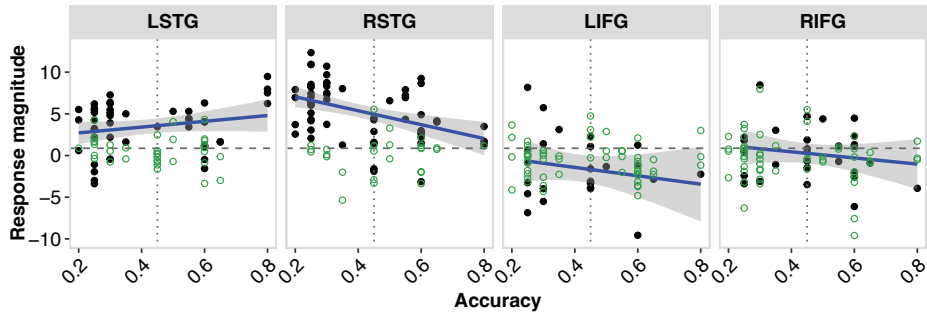 LSTG RSTG LIFG RIFG
Response magnitude
10
5
0
−5
−10
0.2 0.4 0.6 0.8 0.2 0.4 0.6 0.8 0.2 0.4 0.6 0.8 0.2 0.4 0.6 0.8
Accuracy